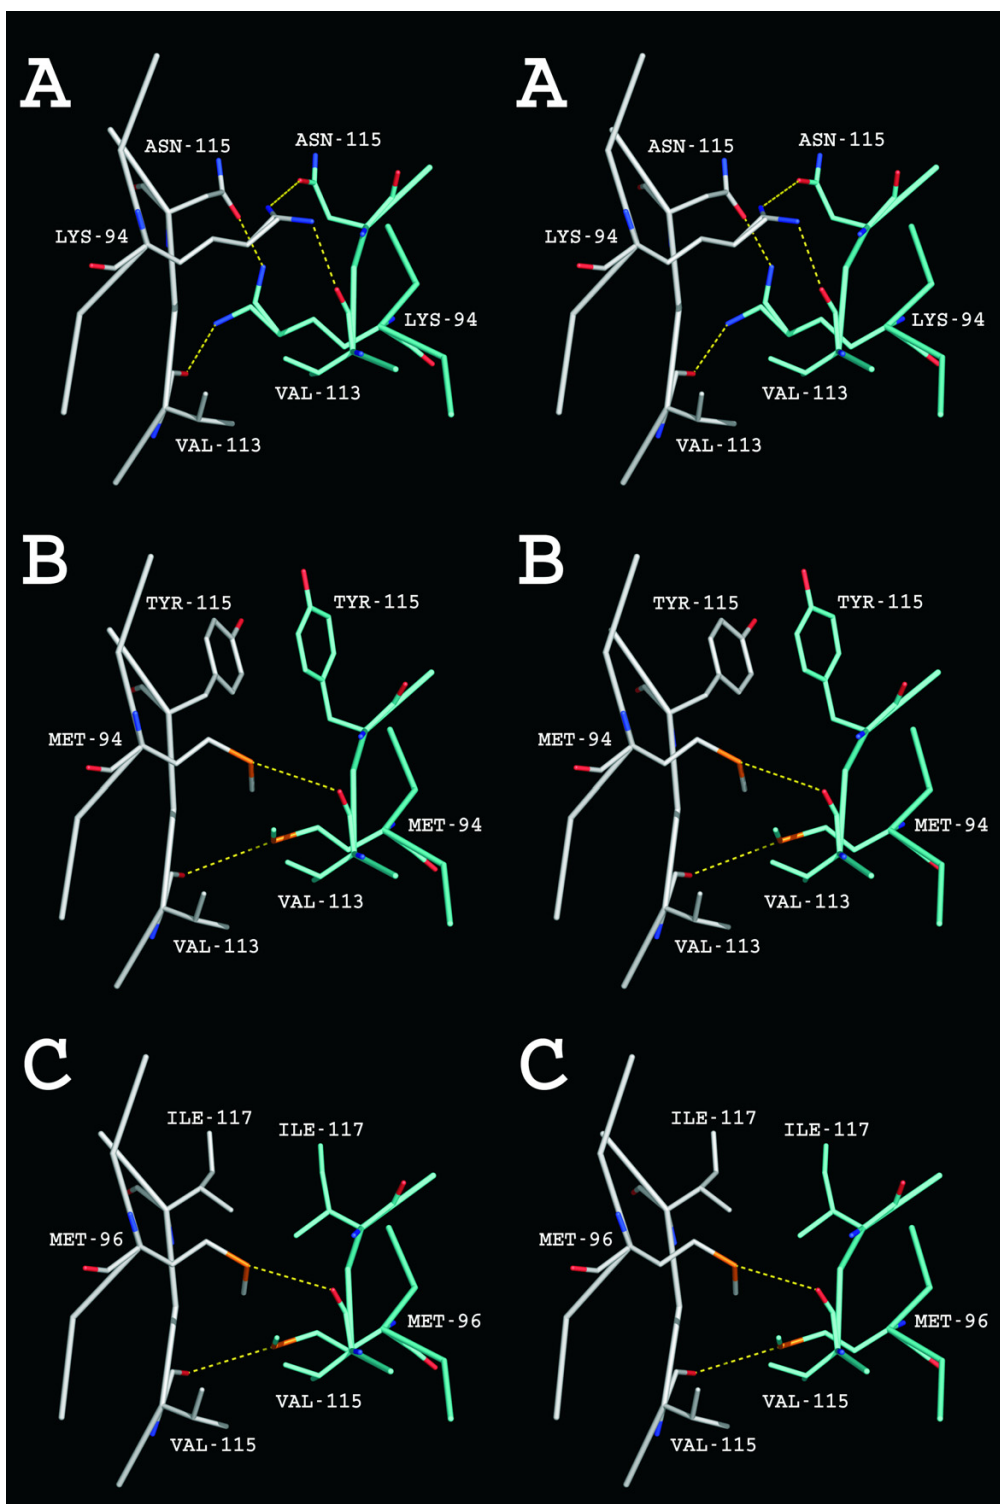 A A
ASN-115 ASN-115 ASN-115 ASN-115
LYS-94 LYS-94
LYS-94 LYS-94
VAL-113 VAL-113
VAL-113 VAL-113
B B
TYR-115 TYR-115 TYR-115 TYR-115
MET-94 MET-94
MET-94 MET-94
VAL-113 VAL-113
VAL-113 VAL-113
C C
ILE-117 ILE-117
ILE-117 ILE-117
MET-96 MET-96
MET-96 MET-96
VAL-115 VAL-115
VAL-115 VAL-115